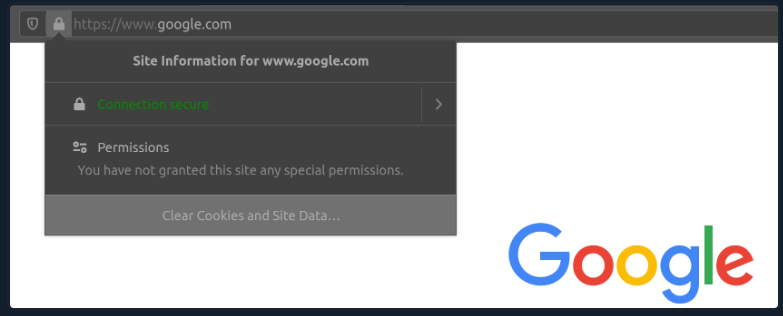 https://www.google.com
Site Information for www.google.com
Connection secure
Permissions
You have not granted this site any special permissions.
Clear Cookies and Site Data...
Google